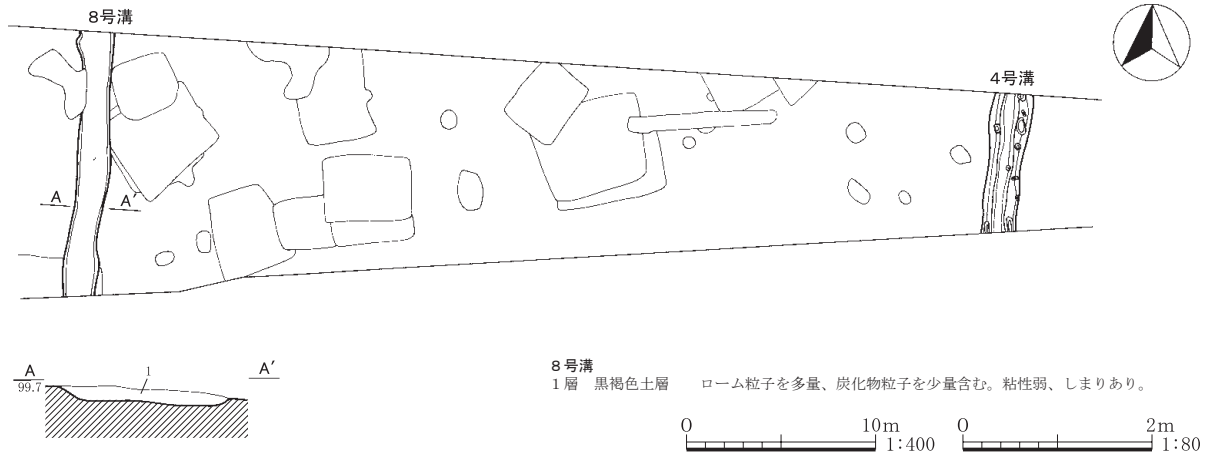 8号溝
4号溝
A A′
A A′
99.7
1
8号溝
1層 黒褐色土層 ローム粒子を多量、炭化物粒子を少量含む。粘性弱、しまりあり。
0 10m
1:400
0 2m
1:80